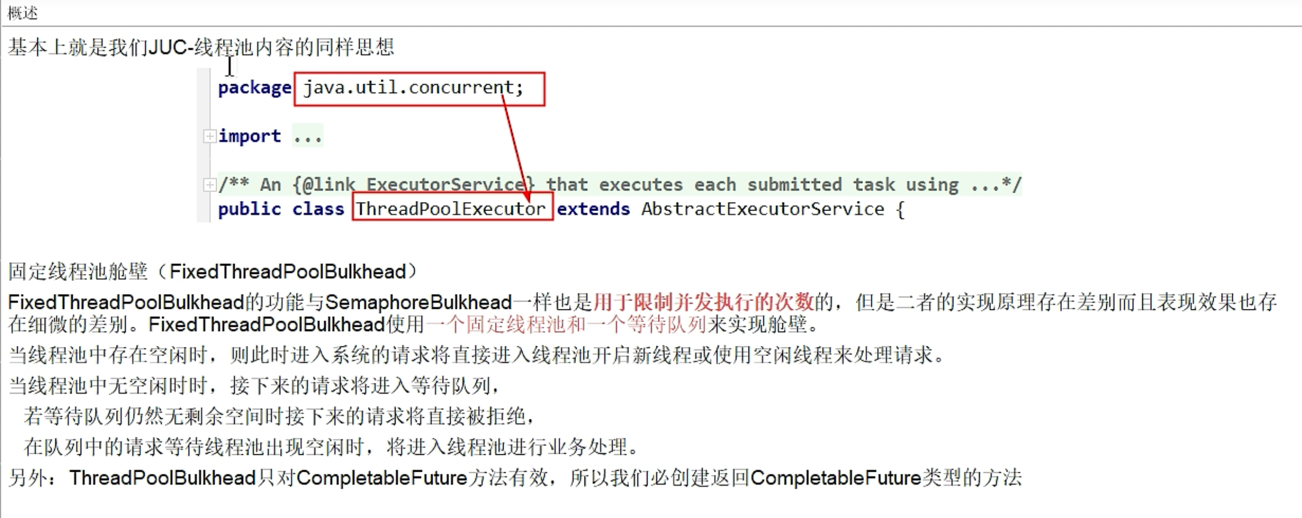 概述
基本上就是我们JUC-线程池内容的同样思想
package java.util.concurrent;
import ...
/** An {@link ExecutorService} that executes each submitted task using ...*/
public class ThreadPoolExecutor extends AbstractExecutorService {
固定线程池舱壁（FixedThreadPoolBulkhead）
FixedThreadPoolBulkhead的功能与SemaphoreBulkhead一样也是用于限制并发执行的次数的，但是二者的实现原理存在差别而且表现效果也存
在细微的差别。FixedThreadPoolBulkhead使用一个固定线程池和一个等待队列来实现舱壁。
当线程池中存在空闲时，则此时进入系统的请求将直接进入线程池开启新线程或使用空闲线程来处理请求。
当线程池中无空闲时时，接下来的请求将进入等待队列，
若等待队列仍然无剩余空间时接下来的请求将直接被拒绝，
在队列中的请求等待线程池出现空闲时，将进入线程池进行业务处理。
另外：ThreadPoolBulkhead只对CompletableFuture方法有效，所以我们必创建返回CompletableFuture类型的方法